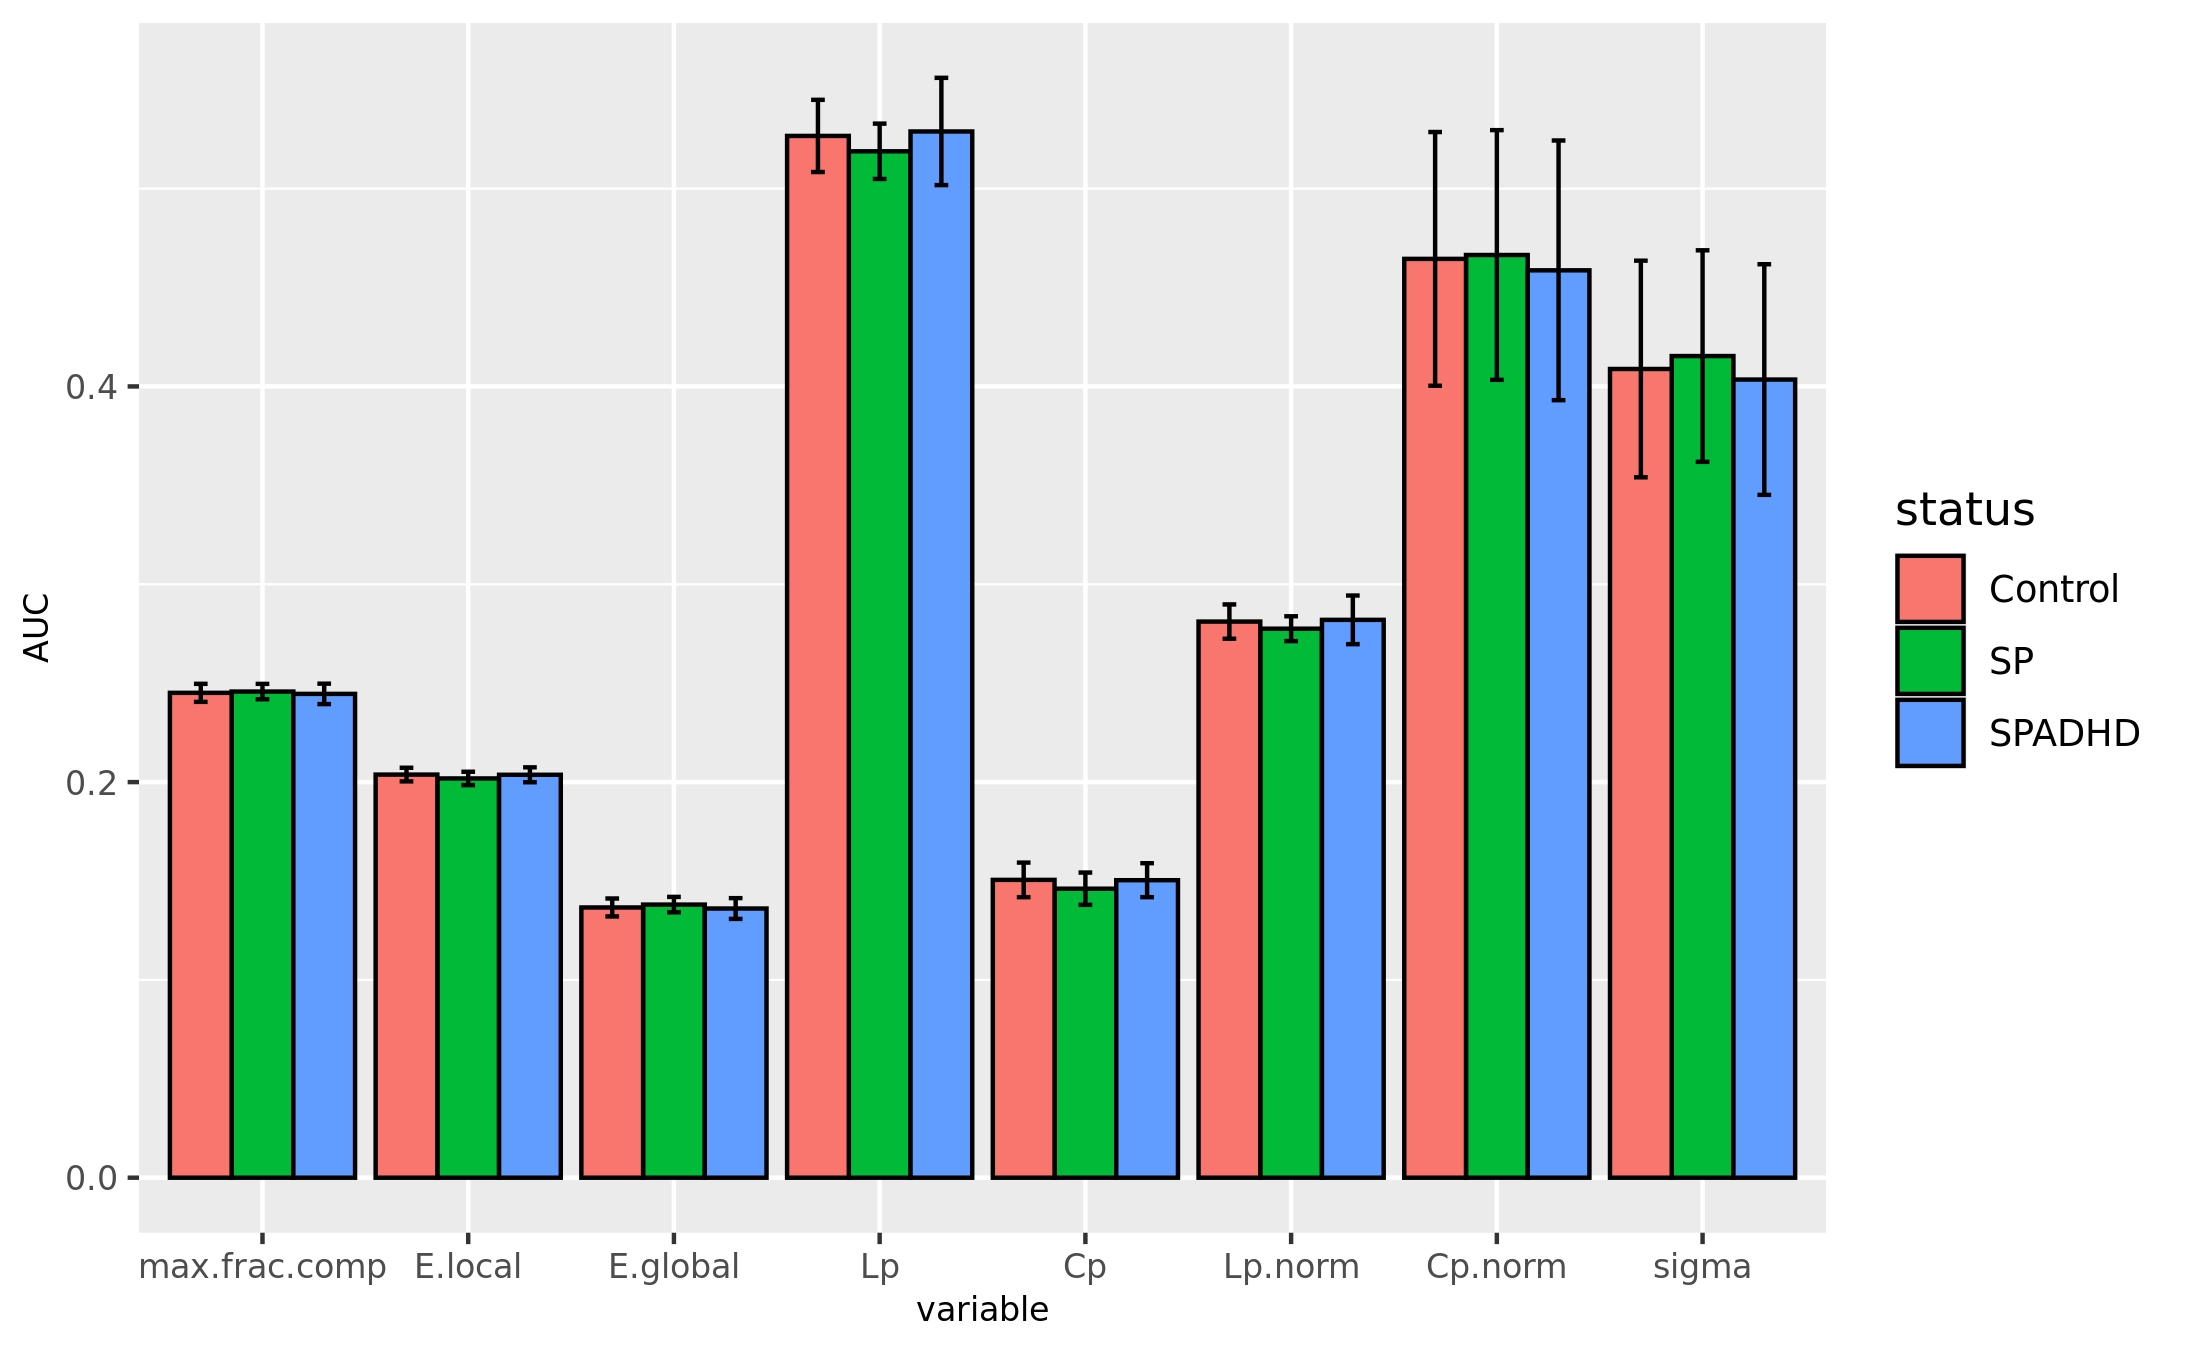 AUC
0.4
0.2
0.0
max.frac.comp E.local E.global Lp Cp Lp.norm Cp.norm sigma
variable
status
Control
SP
SPADHD